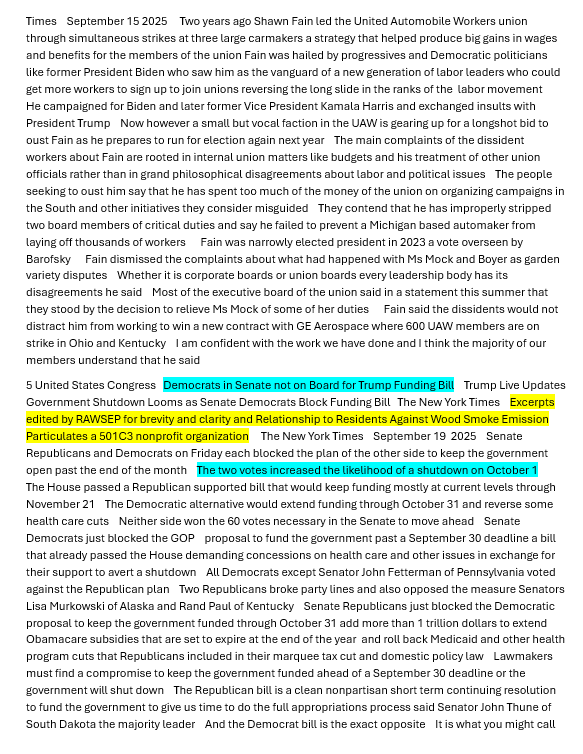 Times September 15 2025 Two years ago Shawn Fain led the United Automobile Workers union
through simultaneous strikes at three large carmakers a strategy that helped produce big gains in wages
and benefits for the members of the union Fain was hailed by progressives and Democratic politicians
like former President Biden who saw him as the vanguard of a new generation of labor leaders who could
get more workers to sign up to join unions reversing the long slide in the ranks of the labor movement
He campaigned for Biden and later former Vice President Kamala Harris and exchanged insults with
President Trump Now however a small but vocal faction in the UAW is gearing up for a longshot bid to
oust Fain as he prepares to run for election again next year The main complaints of the dissident
workers about Fain are rooted in internal union matters like budgets and his treatment of other union
officials rather than in grand philosophical disagreements about labor and political issues The people
seeking to oust him say that he has spent too much of the money of the union on organizing campaigns in
the South and other initiatives they consider misguided They contend that he has improperly stripped
two board members of critical duties and say he failed to prevent a Michigan based automaker from
laying off thousands of workers Fain was narrowly elected president in 2023 a vote overseen by
Barofsky Fain dismissed the complaints about what had happened with Ms Mock and Boyer as garden
variety disputes Whether it is corporate boards or union boards every leadership body has its
disagreements he said Most of the executive board of the union said in a statement this summer that
they stood by the decision to relieve Ms Mock of some of her duties Fain said the dissidents would not
distract him from working to win a new contract with GE Aerospace where 600 UAW members are on
strike in Ohio and Kentucky I am confident with the work we have done and I think the majority of our
members understand that he said
5 United States Congress Democrats in Senate not on Board for Trump Funding Bill Trump Live Updates
Government Shutdown Looms as Senate Democrats Block Funding Bill The New York Times Excerpts
edited by RAWSEP for brevity and clarity and Relationship to Residents Against Wood Smoke Emission
Particulates a 501C3 nonprofit organization The New York Times September 19 2025 Senate
Republicans and Democrats on Friday each blocked the plan of the other side to keep the government
open past the end of the month The two votes increased the likelihood of a shutdown on October 1
The House passed a Republican supported bill that would keep funding mostly at current levels through
November 21 The Democratic alternative would extend funding through October 31 and reverse some
health care cuts Neither side won the 60 votes necessary in the Senate to move ahead Senate
Democrats just blocked the GOP proposal to fund the government past a September 30 deadline a bill
that already passed the House demanding concessions on health care and other issues in exchange for
their support to avert a shutdown All Democrats except Senator John Fetterman of Pennsylvania voted
against the Republican plan Two Republicans broke party lines and also opposed the measure Senators
Lisa Murkowski of Alaska and Rand Paul of Kentucky Senate Republicans just blocked the Democratic
proposal to keep the government funded through October 31 add more than 1 trillion dollars to extend
Obamacare subsidies that are set to expire at the end of the year and roll back Medicaid and other health
program cuts that Republicans included in their marquee tax cut and domestic policy law Lawmakers
must find a compromise to keep the government funded ahead of a September 30 deadline or the
government will shut down The Republican bill is a clean nonpartisan short term continuing resolution
to fund the government to give us time to do the full appropriations process said Senator John Thune of
South Dakota the majority leader And the Democrat bill is the exact opposite It is what you might call